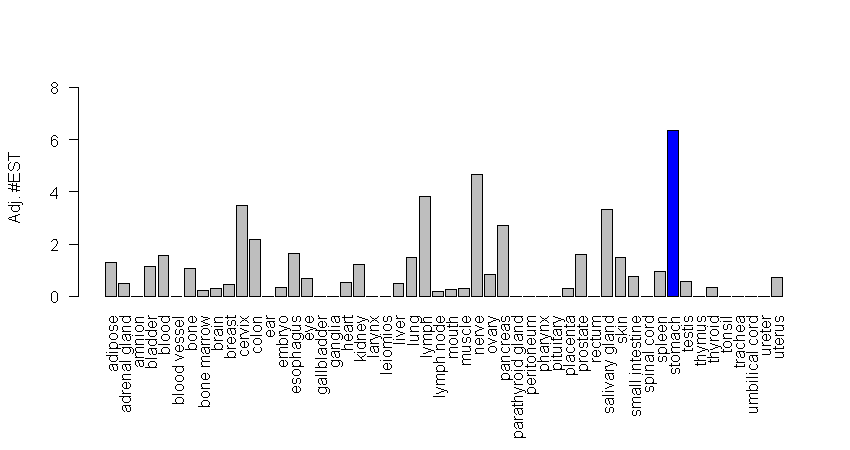 Adj. #EST
8
6
4
2
0
adipose
adrenal gland
amnion
bladder
blood
blood vessel
bone
bone marrow
brain
breast
cervix
colon
ear
embryo
esophagus
eye
gallbladder
ganglia
heart
kidney
larynx
leiomios
liver
lung
lymph
lymph node
mouth
muscle
nerve
ovary
pancreas
parathyroid gland
peritoneum
pharynx
pituitary
placenta
prostate
rectum
salivary gland
skin
small intestine
spinal cord
spleen
stomach
testis
thymus
thyroid
tonsil
trachea
umbilical cord
ureter
uterus